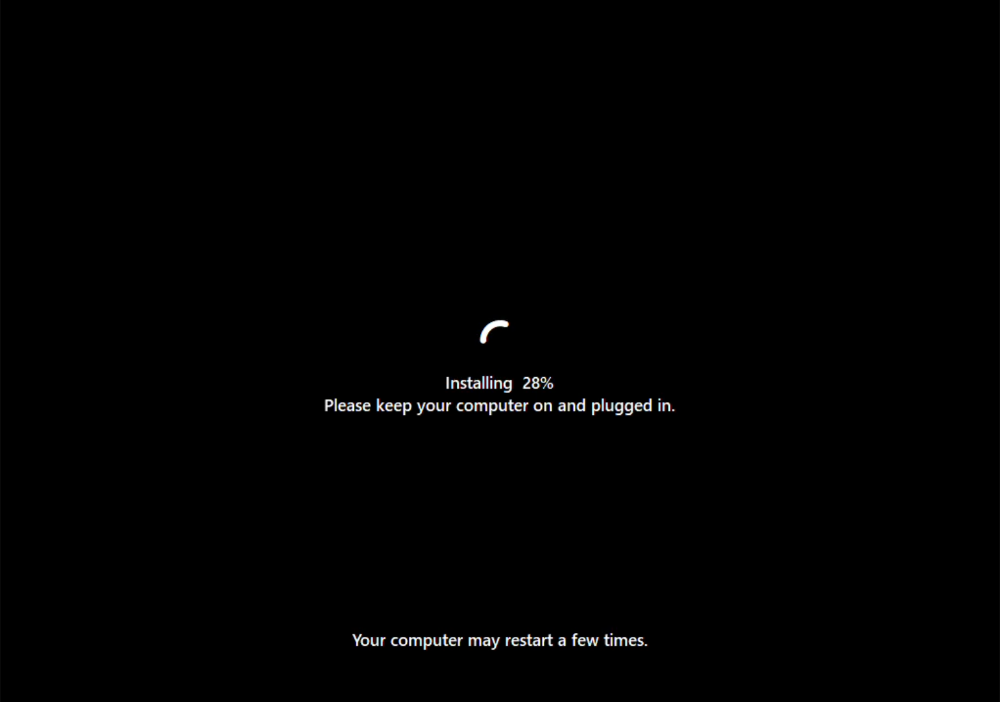 Installing  28%
Please keep your computer on and plugged in.
Your computer may restart a few times.